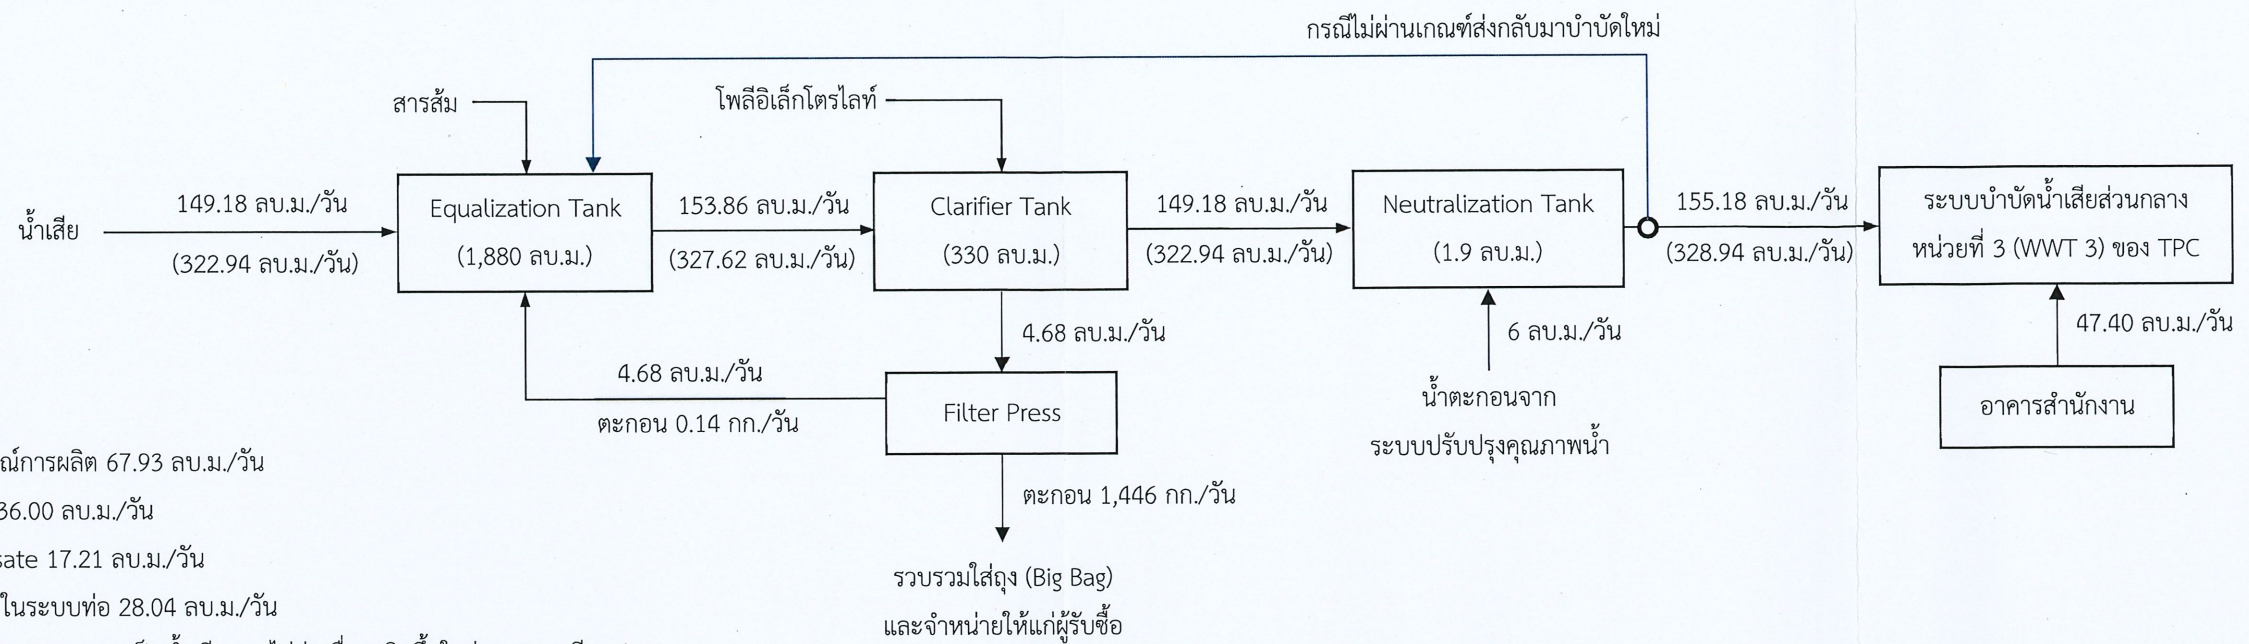 กรณีไม่ผ่านเกณฑ์ส่งกลับมาบำบัดใหม่
สารส้ม
โพลีอิเล็กโตรไลท์
น้ำเสีย
149.18 ลบ.ม./วัน
(322.94 ลบ.ม./วัน)
Equalization Tank
(1,880 ลบ.ม.)
153.86 ลบ.ม./วัน
(327.62 ลบ.ม./วัน)
Clarifier Tank
(330 ลบ.ม.)
149.18 ลบ.ม./วัน
(322.94 ลบ.ม./วัน)
Neutralization Tank
(1.9 ลบ.ม.)
155.18 ลบ.ม./วัน
(328.94 ลบ.ม./วัน)
ระบบบำบัดน้ำเสียส่วนกลาง
หน่วยที่ 3 (WWT 3) ของ TPC
4.68 ลบ.ม./วัน
6 ลบ.ม./วัน
47.40 ลบ.ม./วัน
4.68 ลบ.ม./วัน
ตะกอน 0.14 กก./วัน
Filter Press
น้ำตะกอนจาก
ระบบปรับปรุงคุณภาพน้ำ
อาคารสำนักงาน
ณ์การผลิต 67.93 ลบ.ม./วัน
36.00 ลบ.ม./วัน
sate 17.21 ลบ.ม./วัน
ในระบบท่อ 28.04 ลบ.ม./วัน
ตะกอน 1,446 กก./วัน
รวบรวมใส่ถุง (Big Bag)
และจำหน่ายให้แก่ผู้รับซื้อ